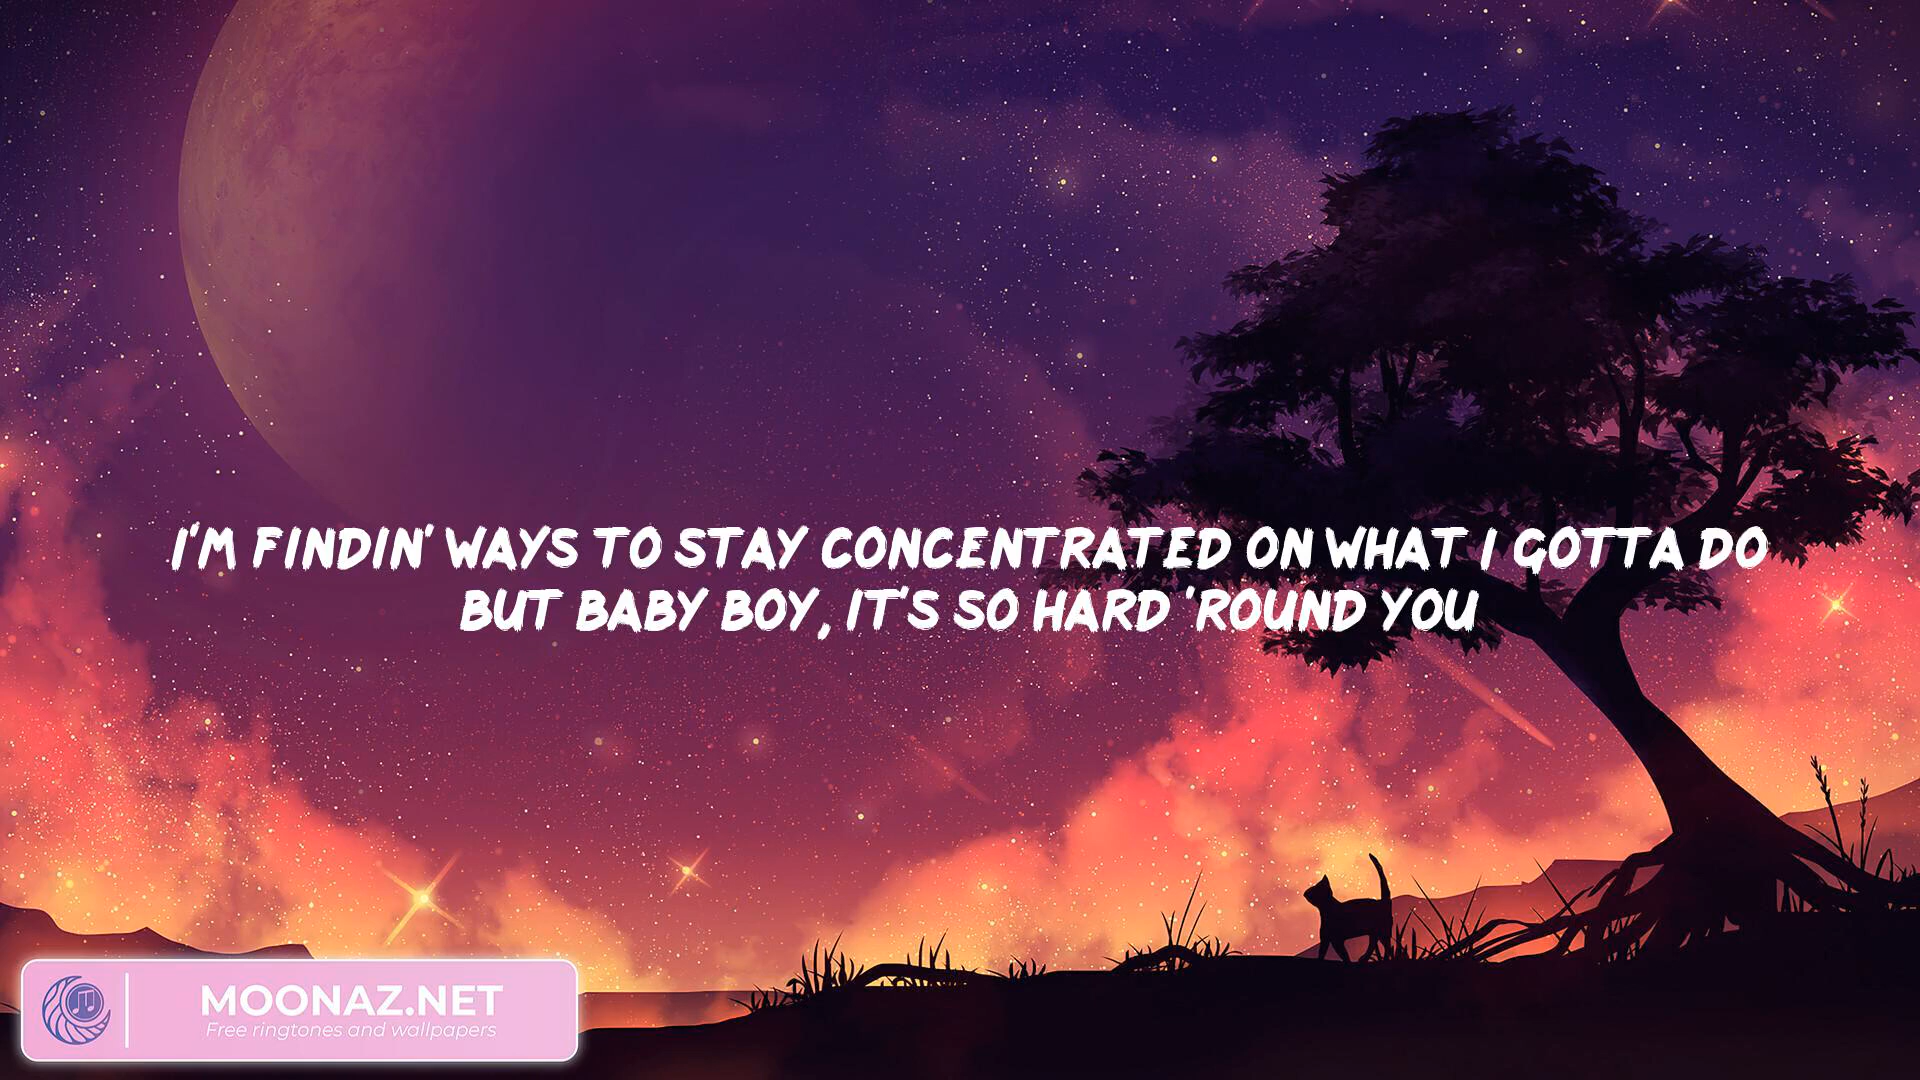 I'M FINDIN' WAYS TO STAY CONCENTRATED ON WHAT I GOTTA DO
BUT BABY BOY, IT'S SO HARD 'ROUND YOU
MOONAZ.NET
Free ringtones and wallpapers